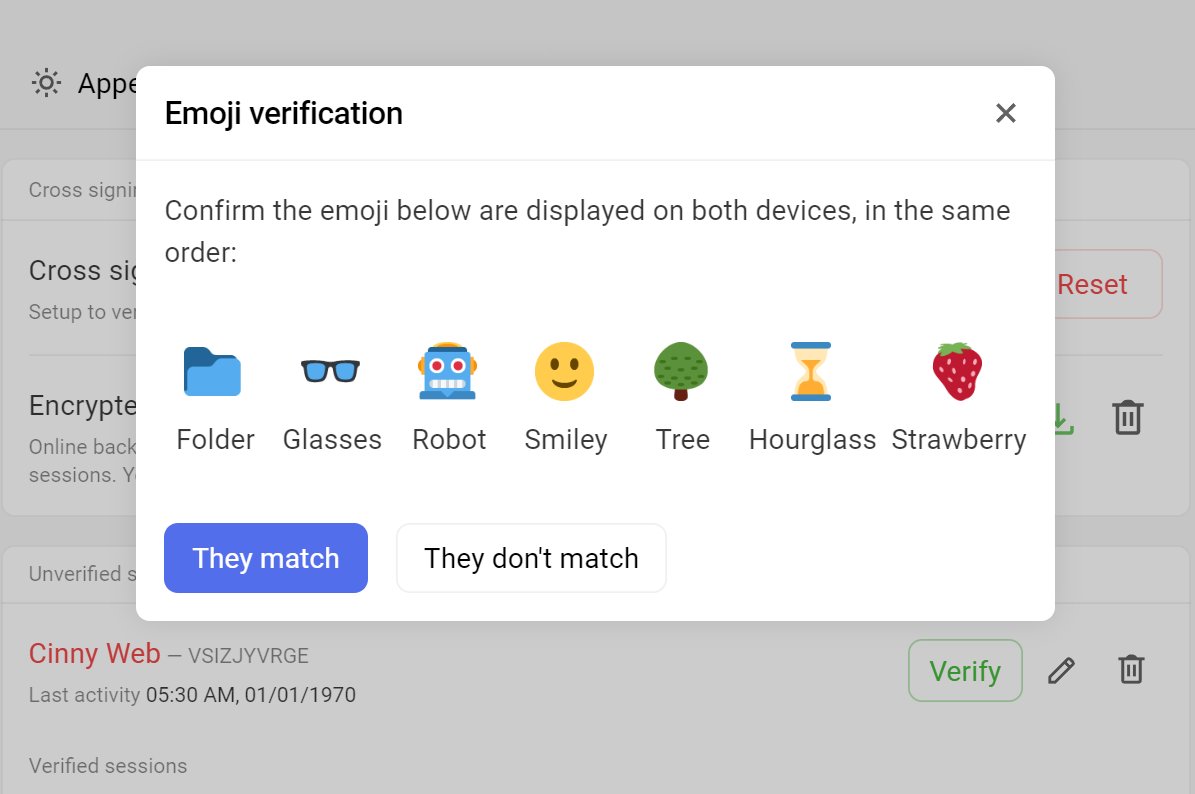 Appe
Emoji verification
Confirm the emoji below are displayed on both devices, in the same
order:
Folder Glasses Robot Smiley Tree Hourglass Strawberry
They match They don't match
Cross signi
Cross sig
Setup to ver
Reset
Encrypte
Online back
sessions. Y
Unverified s
Cinny Web — VSIZJYVRGE
Last activity 05:30 AM, 01/01/1970
Verify
Verified sessions